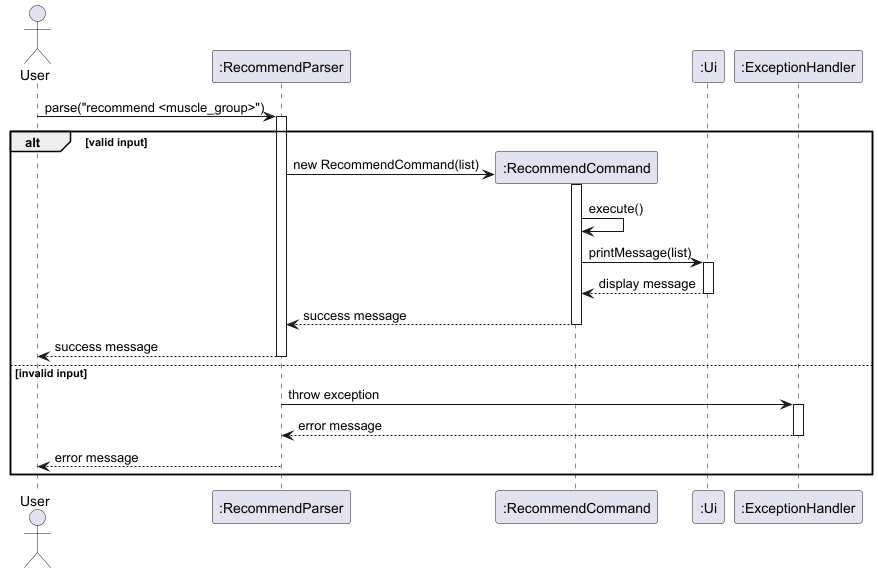 User
:RecommendParser
:Ui
:ExceptionHandler
parse("recommend <muscle_group>")
alt
[valid input]
new RecommendCommand(list)
:RecommendCommand
execute()
printMessage(list)
display message
success message
success message
[invalid input]
throw exception
error message
error message
User
:RecommendParser
:RecommendCommand
:Ui
:ExceptionHandler